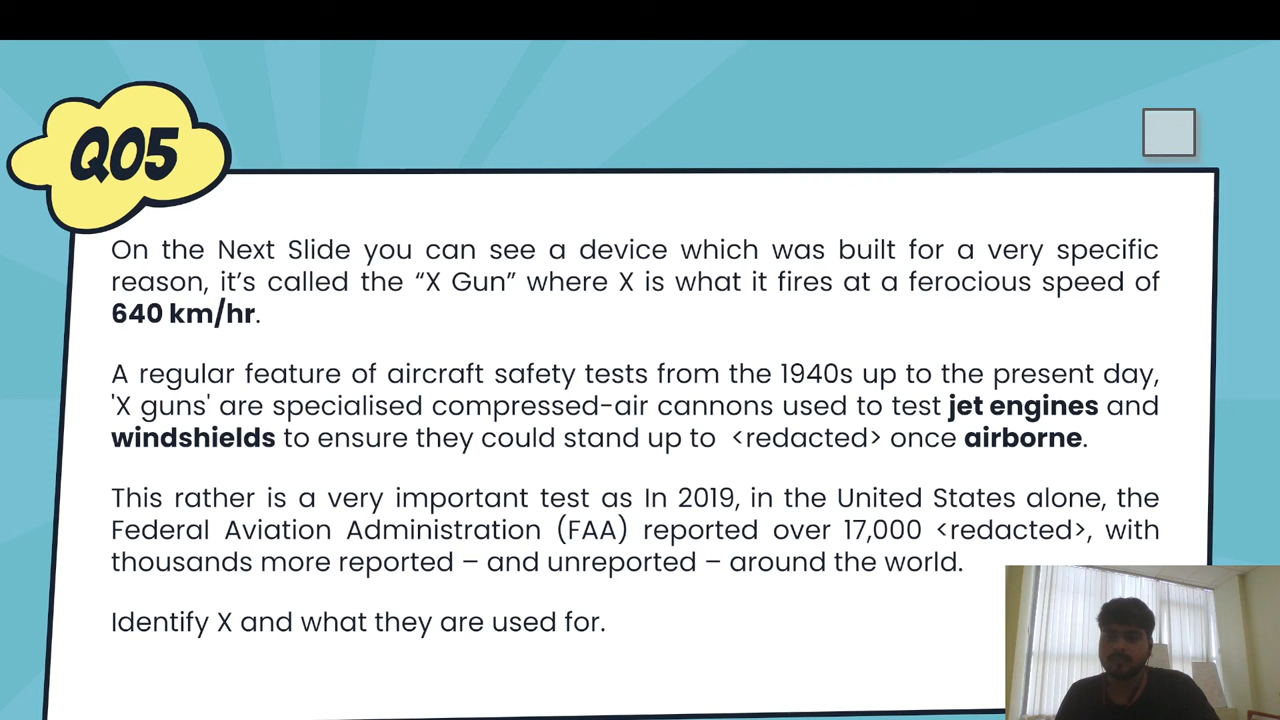 Q05
On the Next Slide you can see a device which was built for a very specific
reason, it’s called the “X Gun” where X is what it fires at a ferocious speed of
640 km/hr.
A regular feature of aircraft safety tests from the 1940s up to the present day,
'X guns' are specialised compressed-air cannons used to test jet engines and
windshields to ensure they could stand up to <redacted> once airborne.
This rather is a very important test as In 2019, in the United States alone, the
Federal Aviation Administration (FAA) reported over 17,000 <redacted>, with
thousands more reported – and unreported – around the world.
Identify X and what they are used for.